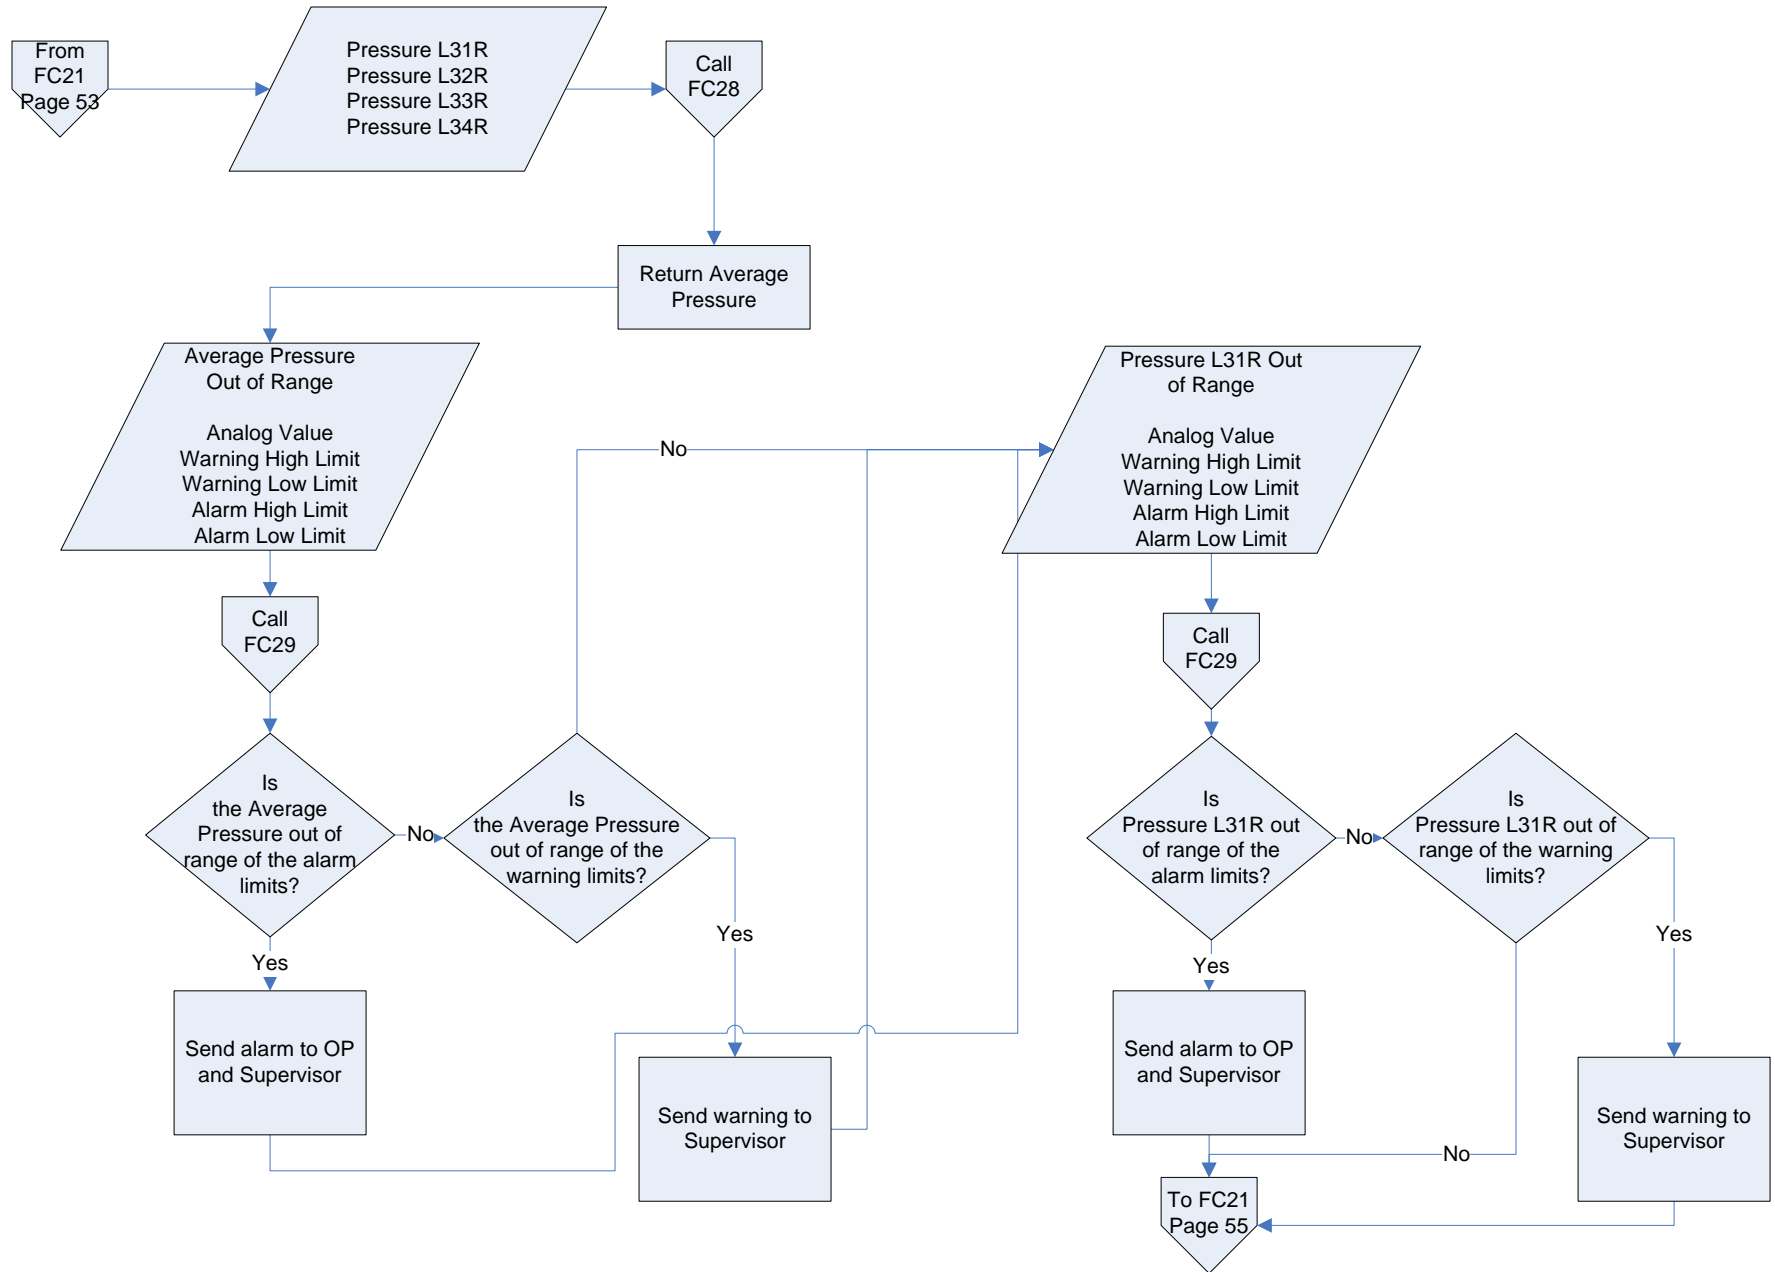 From
FC21
Page 53
Pressure L31R
Pressure L32R
Pressure L33R
Pressure L34R
Call
FC28
Return Average
Pressure
Average Pressure
Out of Range
Analog Value
Warning High Limit
Warning Low Limit
Alarm High Limit
Alarm Low Limit
Call
FC29
Is
the Average
Pressure out of
range of the alarm
limits?
No
Is
the Average Pressure
out of range of the
warning limits?
No
Yes
Yes
Send alarm to OP
and Supervisor
Send warning to
Supervisor
Pressure L31R Out
of Range
Analog Value
Warning High Limit
Warning Low Limit
Alarm High Limit
Alarm Low Limit
Call
FC29
Is
Pressure L31R out
of range of the
alarm limits?
No
Is
Pressure L31R out of
range of the warning
limits?
Yes
Yes
Send alarm to OP
and Supervisor
Send warning to
Supervisor
No
To FC21
Page 55